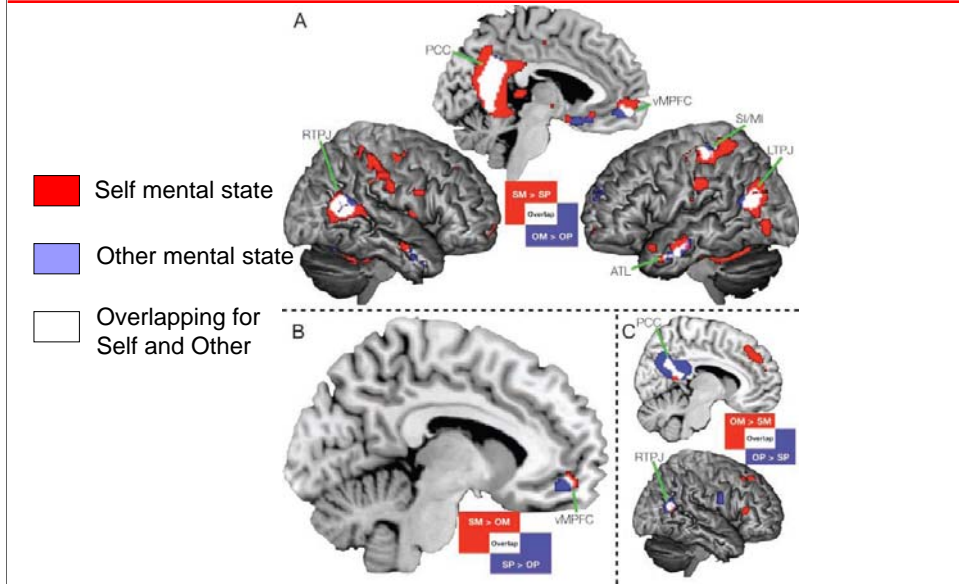 A
PCC
vMPFC
SI/MI
RTPJ
LTPJ
SM > SP
Overlap
OM > OP
ATL
Self mental state
Other mental state
Overlapping for
Self and Other
B
vMPFC
SM > OM
Overlap
SP > OP
C
PCC
OM > SM
Overlap
OP > SP
RTPJ